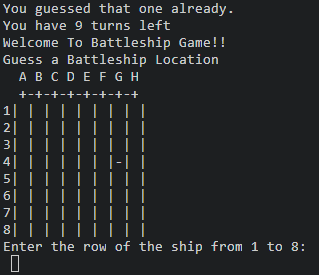 You guessed that one already.
You have 9 turns left
Welcome To Battleship Game!!
Guess a Battleship Location
  A B C D E F G H
  +-+-+-+-+-+-+-+
1| | | | | | | | |
2| | | | | | | | |
3| | | | | | | | |
4| | | | | | |-| |
5| | | | | | | | |
6| | | | | | | | |
7| | | | | | | | |
8| | | | | | | | |
Enter the row of the ship from 1 to 8: